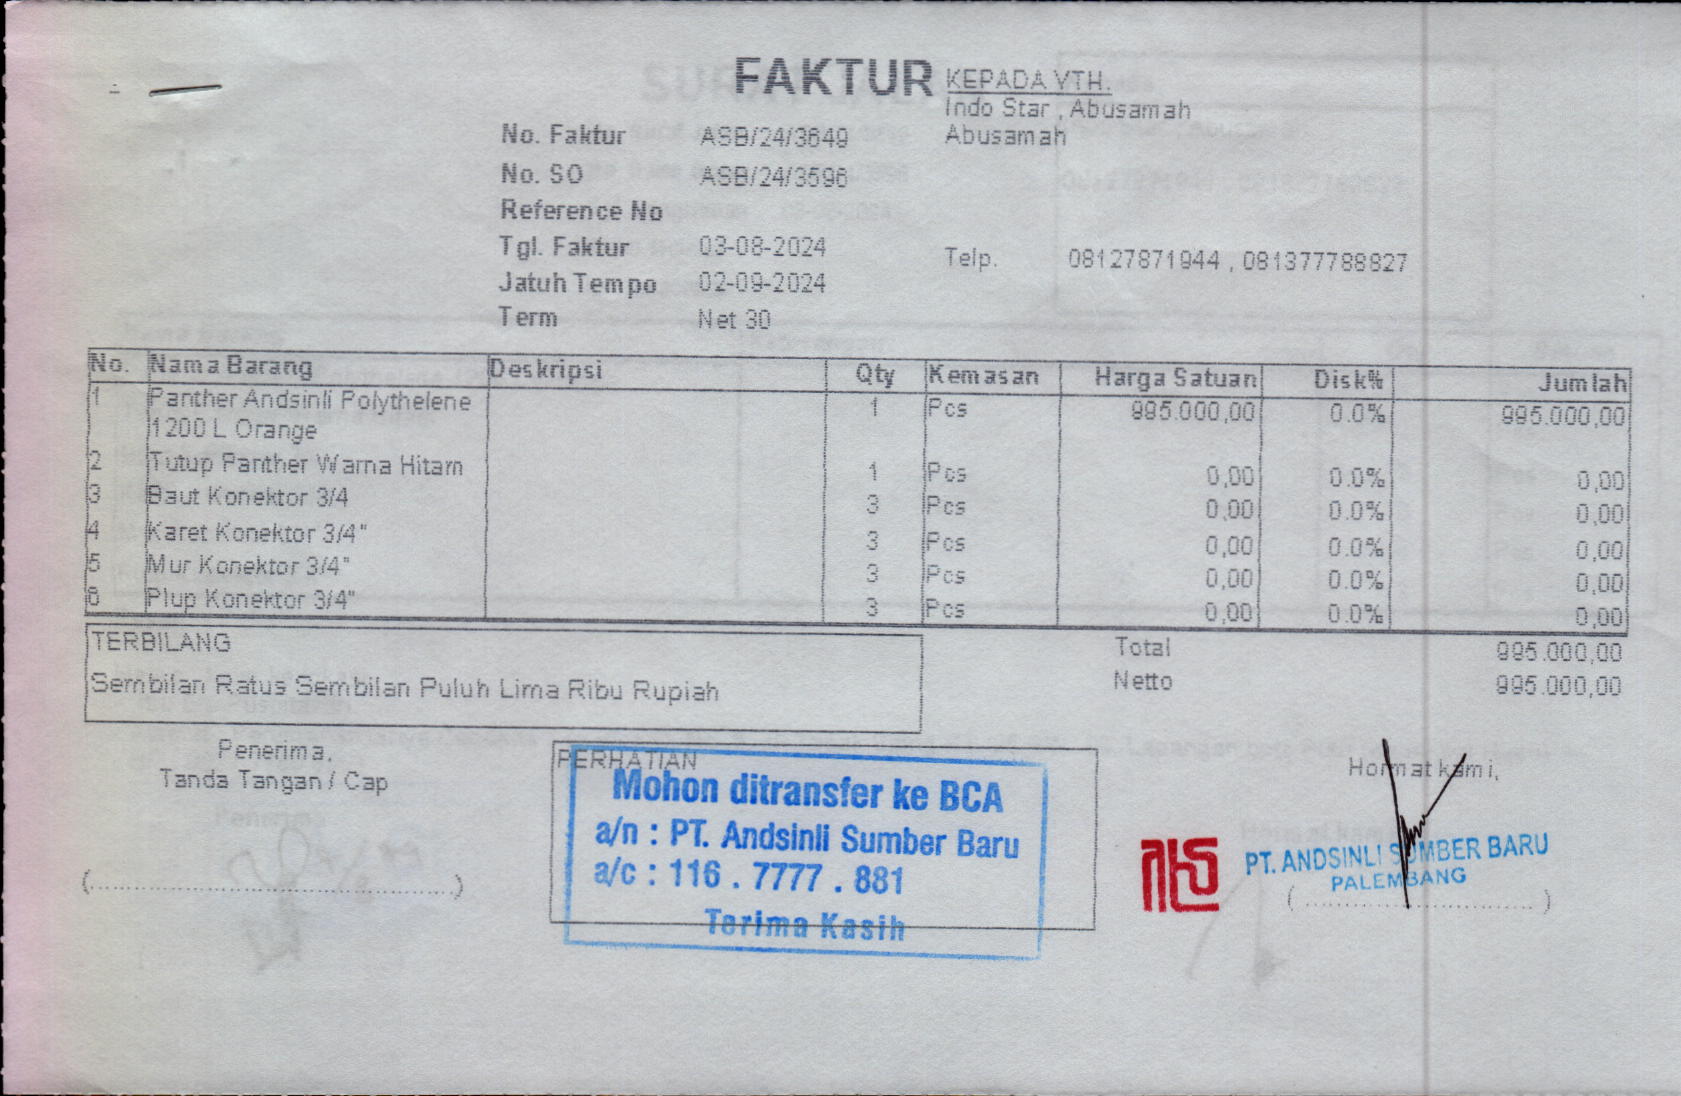 FAKTUR
KEPADA YTH.
Indo Star , Abusamah
Abusamah
No. Faktur ASB/24/3649
No. SO ASB/24/3596
Reference No
Tgl. Faktur 03-08-2024
Jatuh Tempo 02-09-2024
Term Net 30
Telp. 08127871944 , 081377788827
No. Nama Barang Deskripsi Qty Kemasan Harga Satuan Disk% Jumlah
1 Panther Andsinli Polythelene 1 Pcs 995.000,00 0.0% 995.000,00
1200 L Orange
2 Tutup Panther Warna Hitam 1 Pcs 0,00 0.0% 0,00
3 Baut Konektor 3/4 3 Pcs 0,00 0.0% 0,00
4 Karet Konektor 3/4" 3 Pcs 0,00 0.0% 0,00
5 Mur Konektor 3/4" 3 Pcs 0,00 0.0% 0,00
6 Plup Konektor 3/4" 3 Pcs 0,00 0.0% 0,00
TERBILANG
Sembilan Ratus Sembilan Puluh Lima Ribu Rupiah
Total 995.000,00
Netto 995.000,00
Penerima,
Tanda Tangan / Cap
PERHATIAN
Mohon ditransfer ke BCA
a/n : PT. Andsinli Sumber Baru
a/c : 116 . 7777 . 881
Terima Kasih
Hormat kami,
PT. ANDSINLI SUMBER BARU
PALEMBANG